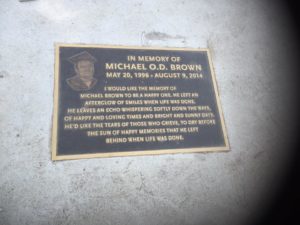 IN MEMORY OF
MICHAEL O.D. BROWN
MAY 20, 1996 - AUGUST 9, 2014
I WOULD LIKE THE MEMORY OF
MICHAEL BROWN TO BE A HAPPY ONE. HE LEFT AN
AFTERGLOW OF SMILES WHEN LIFE WAS DONE.
HE LEAVES AN ECHO WHISPERING SOFTLY DOWN THE WAYS,
OF HAPPY AND LOVING TIMES AND BRIGHT AND SUNNY DAYS.
HE'D LIKE THE TEARS OF THOSE WHO GRIEVE, TO DRY BEFORE
THE SUN OF HAPPY MEMORIES THAT HE LEFT
BEHIND WHEN LIFE WAS DONE.